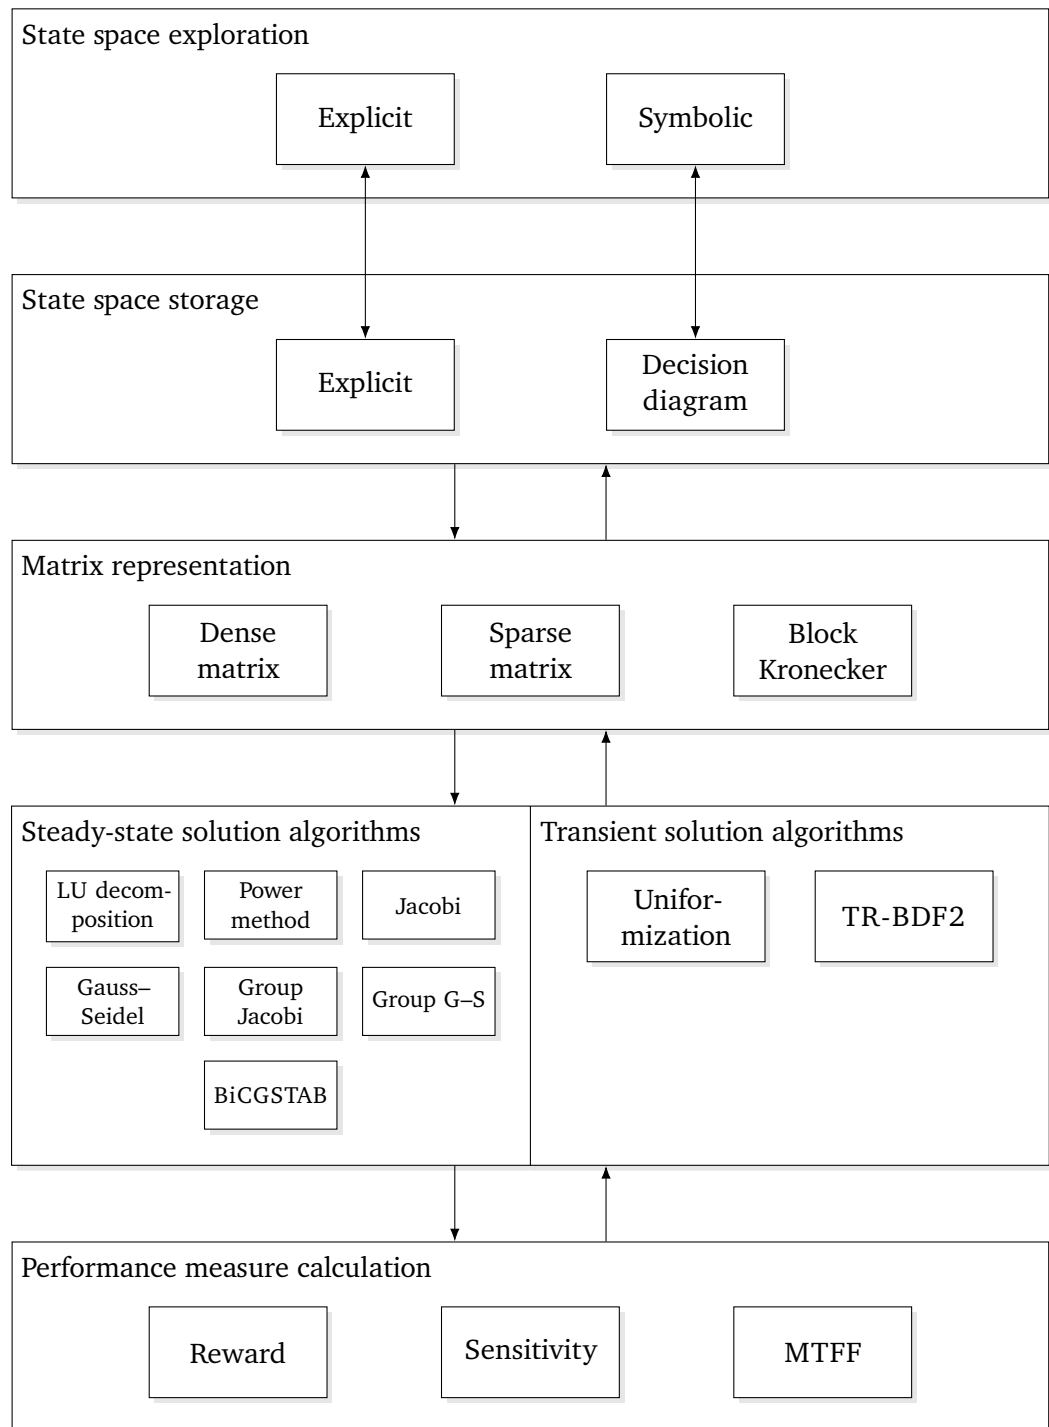 State space exploration
Explicit
Symbolic
State space storage
Explicit
Decision
diagram
Matrix representation
Dense
matrix
Sparse
matrix
Block
Kronecker
Steady-state solution algorithms
LU decom-
position
Power
method
Jacobi
Gauss–
Seidel
Group
Jacobi
Group G–S
BiCGSTAB
Transient solution algorithms
Unifor-
mization
TR-BDF2
Performance measure calculation
Reward
Sensitivity
MTFF